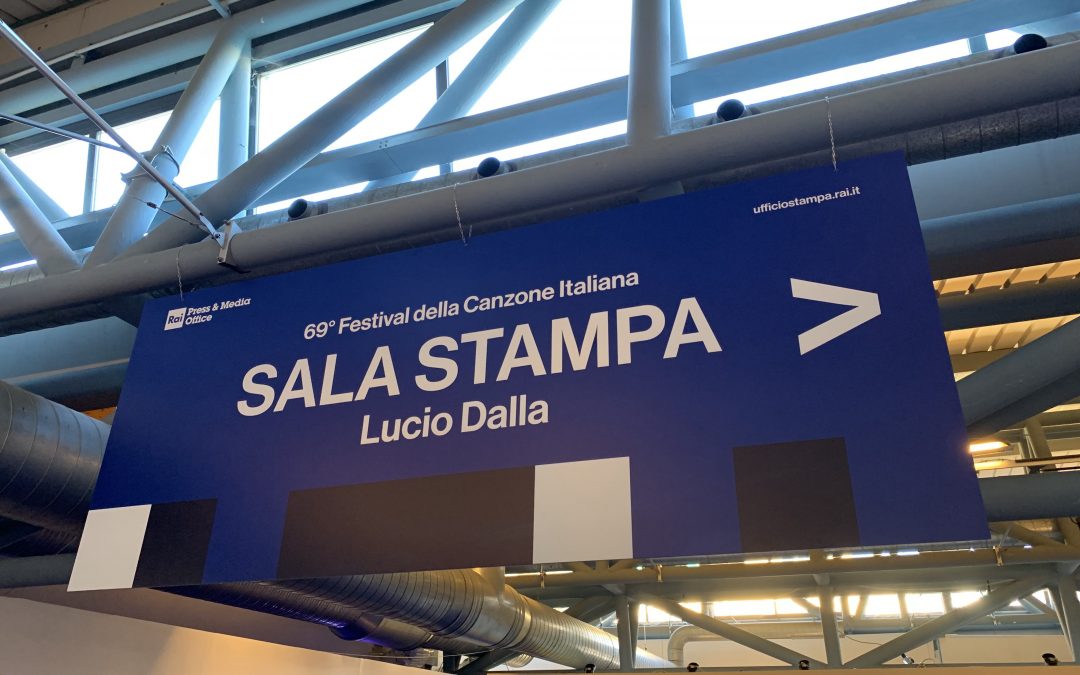 ufficiostampa.rai.it
Rai Press & Media
Office
69° Festival della Canzone Italiana
SALA STAMPA >
Lucio Dalla